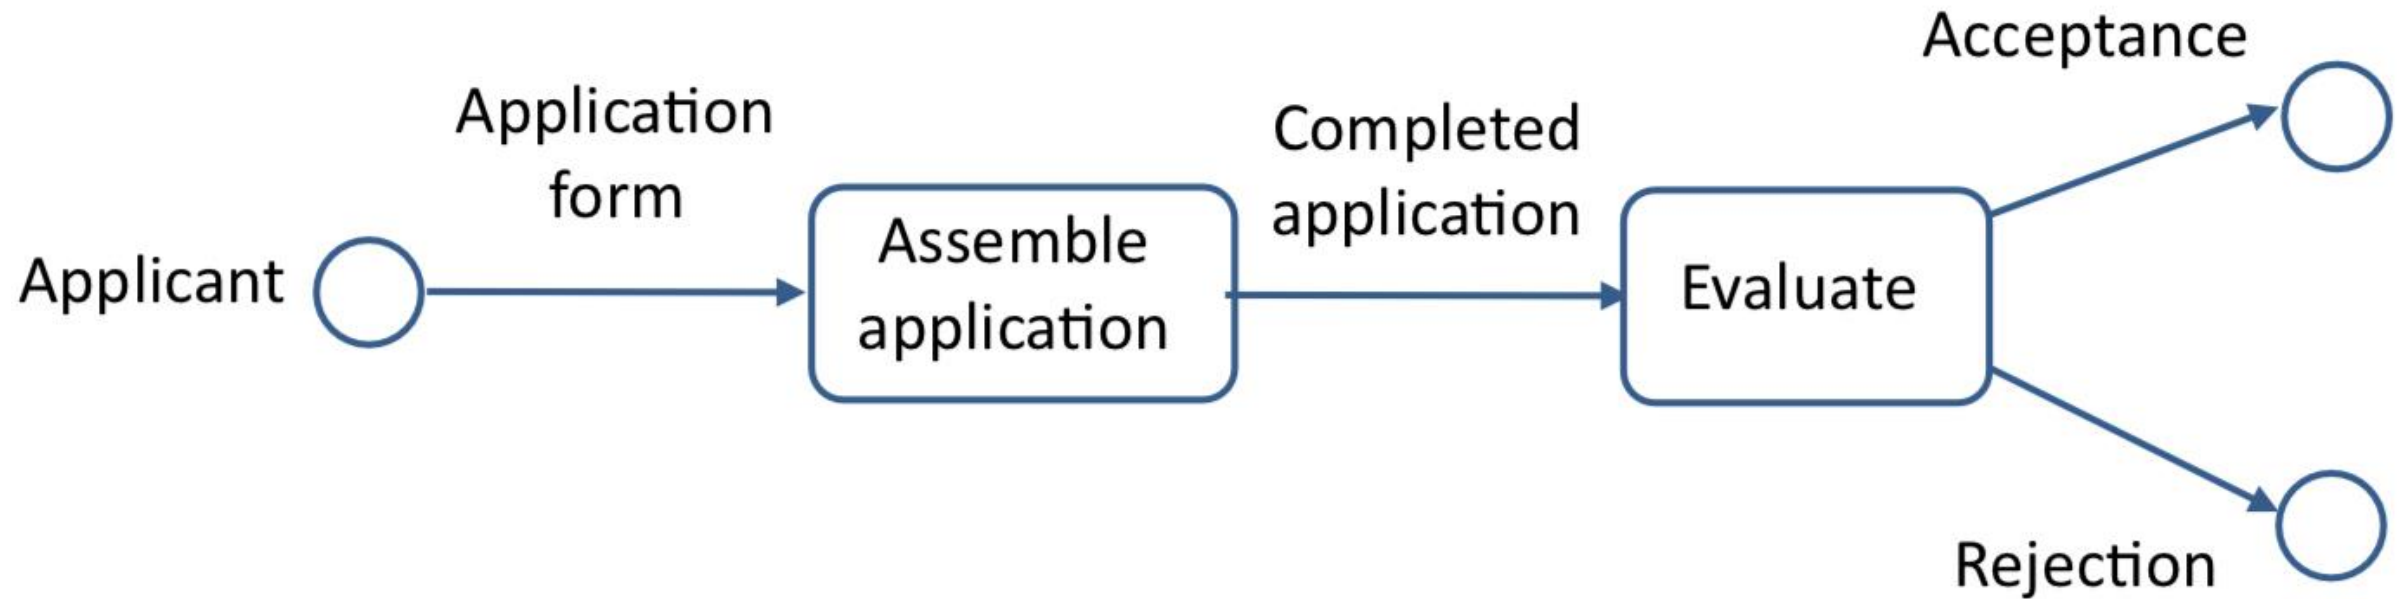 Applicant
Application
form
Assemble
application
Completed
application
Evaluate
Acceptance
Rejection